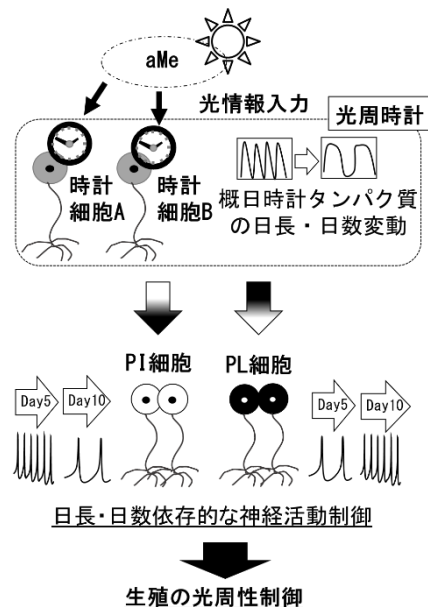 aMe
光情報入力
光周時計
時計
細胞A
時計
細胞B
概日時計タンパク質
の日長・日数変動
PI細胞
PL細胞
Day5
Day10
Day5
Day10
日長・日数依存的な神経活動制御
生殖の光周性制御